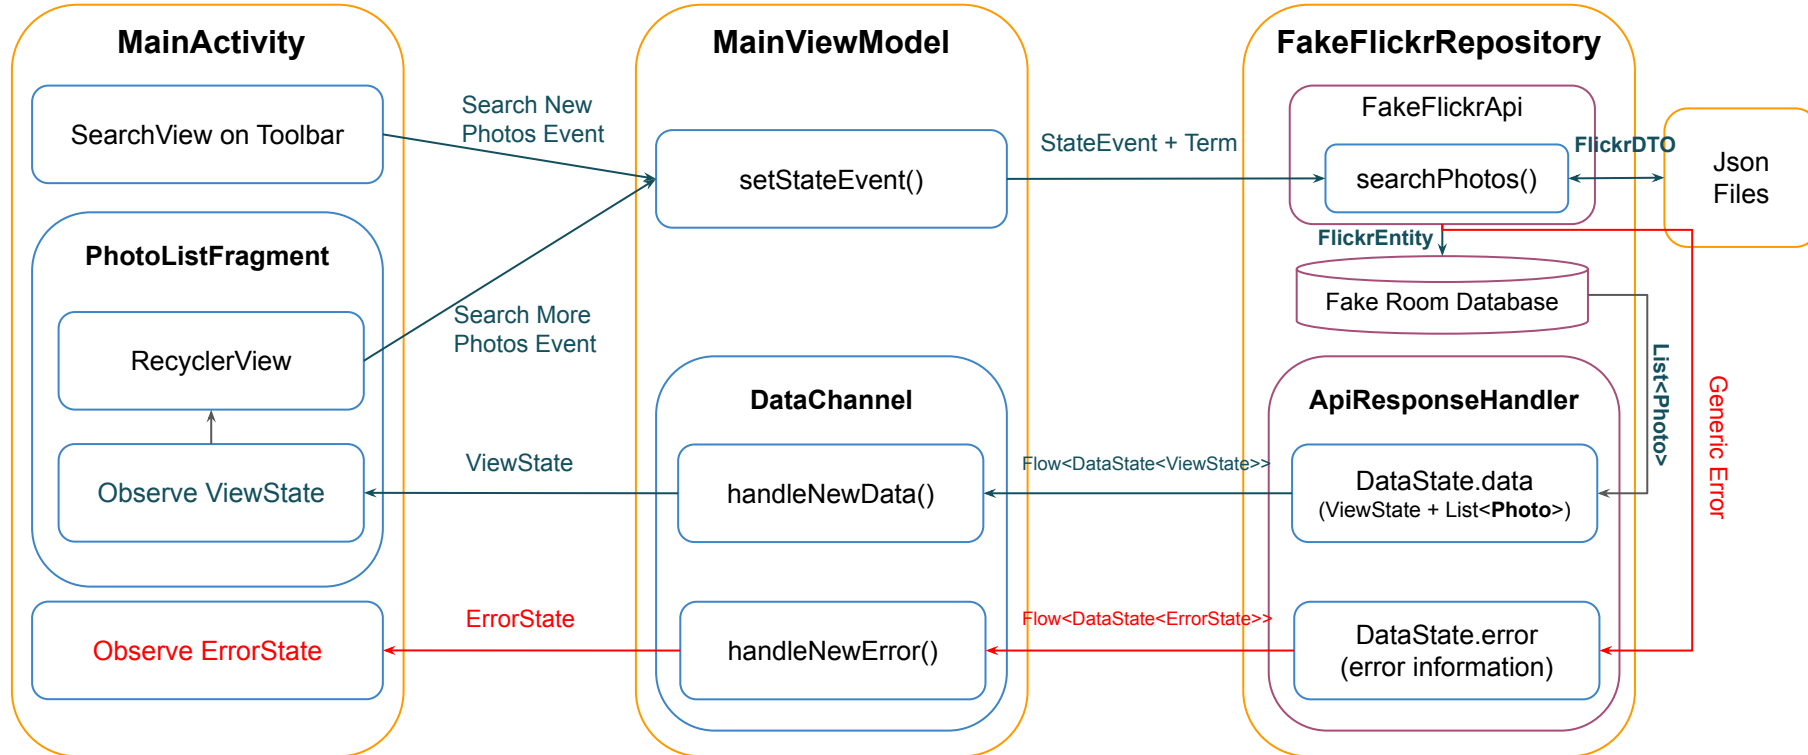 MainActivity
SearchView on Toolbar
PhotoListFragment
RecyclerView
Observe ViewState
Observe ErrorState
Search New
Photos Event
Search More
Photos Event
ViewState
ErrorState
MainViewModel
setStateEvent()
DataChannel
handleNewData()
handleNewError()
StateEvent + Term
Flow<DataState<ViewState>>
Flow<DataState<ErrorState>>
FakeFlickrRepository
FakeFlickrApi
searchPhotos()
FlickrDTO
Json
Files
FlickrEntity
Fake Room Database
List<Photo>
Generic Error
ApiResponseHandler
DataState.data
(ViewState + List<Photo>)
DataState.error
(error information)